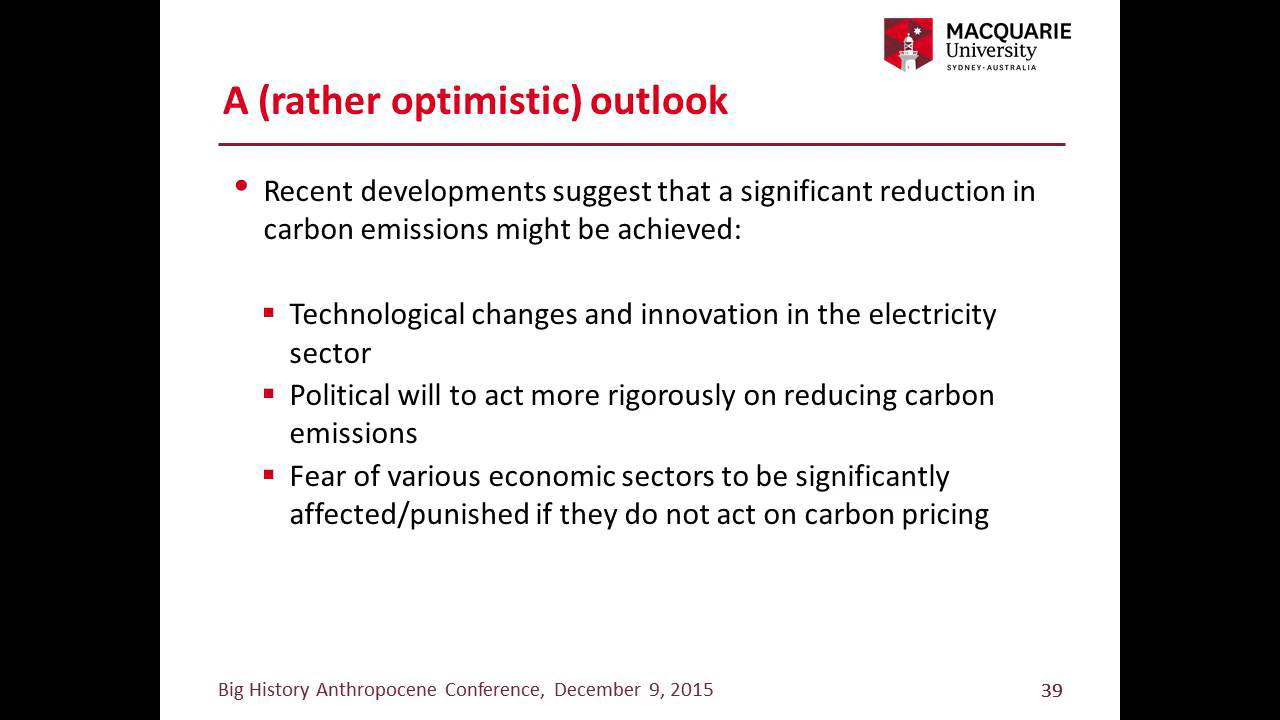 MACQUARIE
University
SYDNEY·AUSTRALIA
A (rather optimistic) outlook
• Recent developments suggest that a significant reduction in
carbon emissions might be achieved:
▪ Technological changes and innovation in the electricity
sector
▪ Political will to act more rigorously on reducing carbon
emissions
▪ Fear of various economic sectors to be significantly
affected/punished if they do not act on carbon pricing
Big History Anthropocene Conference, December 9, 2015
39